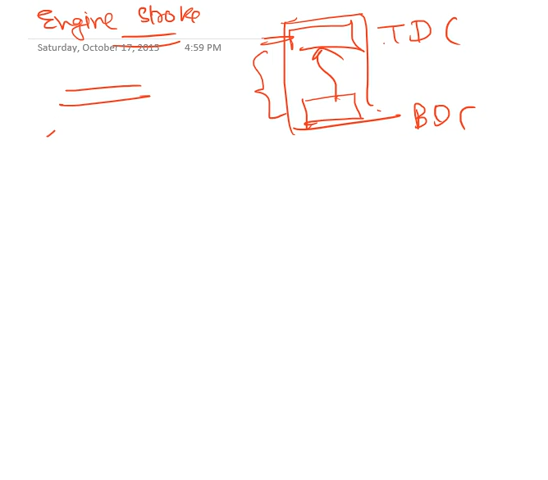 Engine stroke
Saturday, October 17, 2015 4:59 PM
TDC
BDC